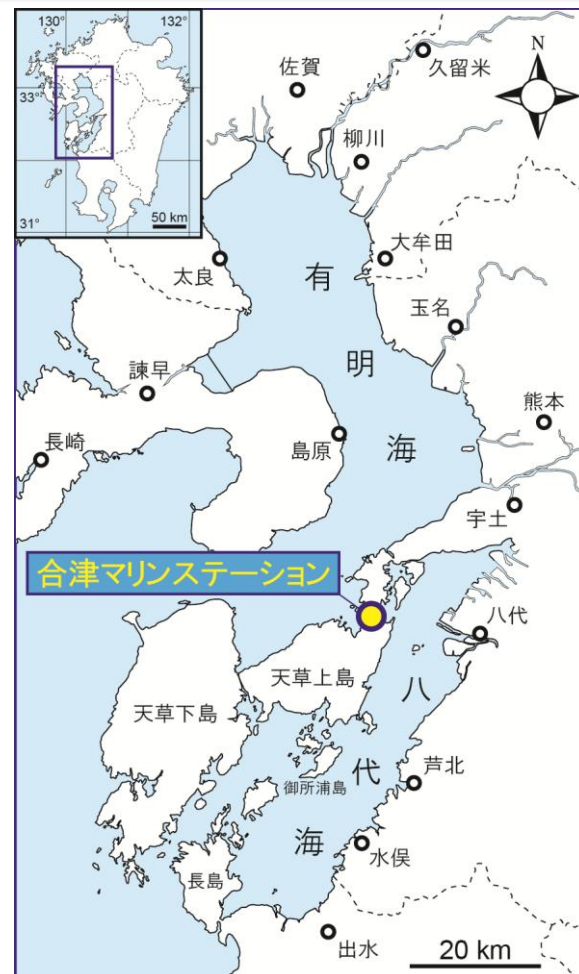 130°
132°
33°
31°
50 km
N
佐賀
久留米
柳川
大牟田
太良
有明海
玉名
諫早
熊本
長崎
島原
宇土
合津マリンステーション
八代
天草上島
八代海
天草下島
芦北
御所浦島
水俣
長島
出水
20 km